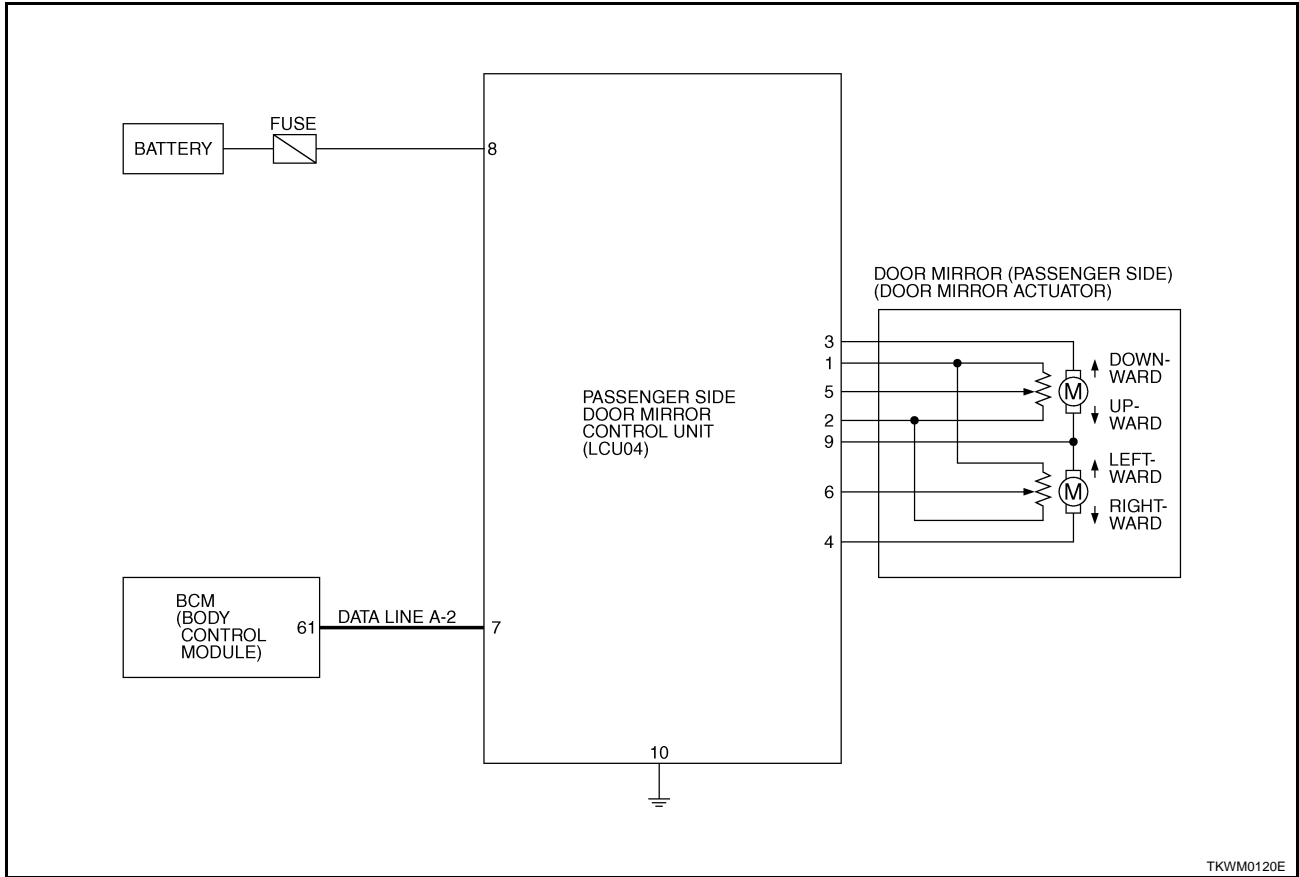 FUSE
BATTERY
8
PASSENGER SIDE
DOOR MIRROR
CONTROL UNIT
(LCU04)
DOOR MIRROR (PASSENGER SIDE)
(DOOR MIRROR ACTUATOR)
3
1
5
2
9
6
4
M
DOWN-
WARD
UP-
WARD
M
LEFT-
WARD
RIGHT-
WARD
BCM
(BODY
CONTROL
MODULE)
61
DATA LINE A-2
7
10
TKWM0120E